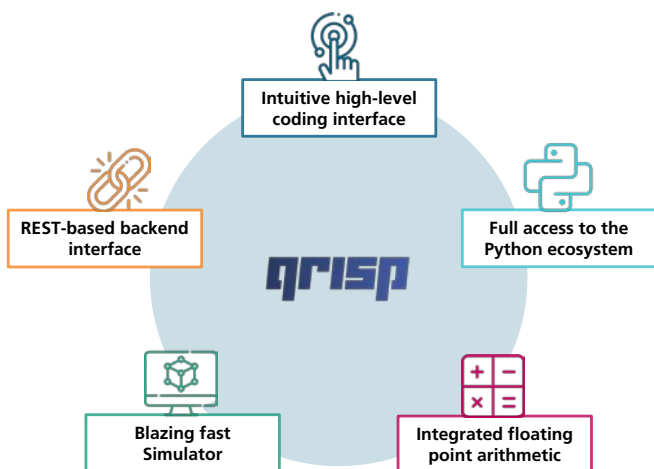 Intuitive high-level
coding interface
REST-based backend
interface
Full access to the
Python ecosystem
qrisp
Blazing fast
Simulator
Integrated floating
point arithmetic